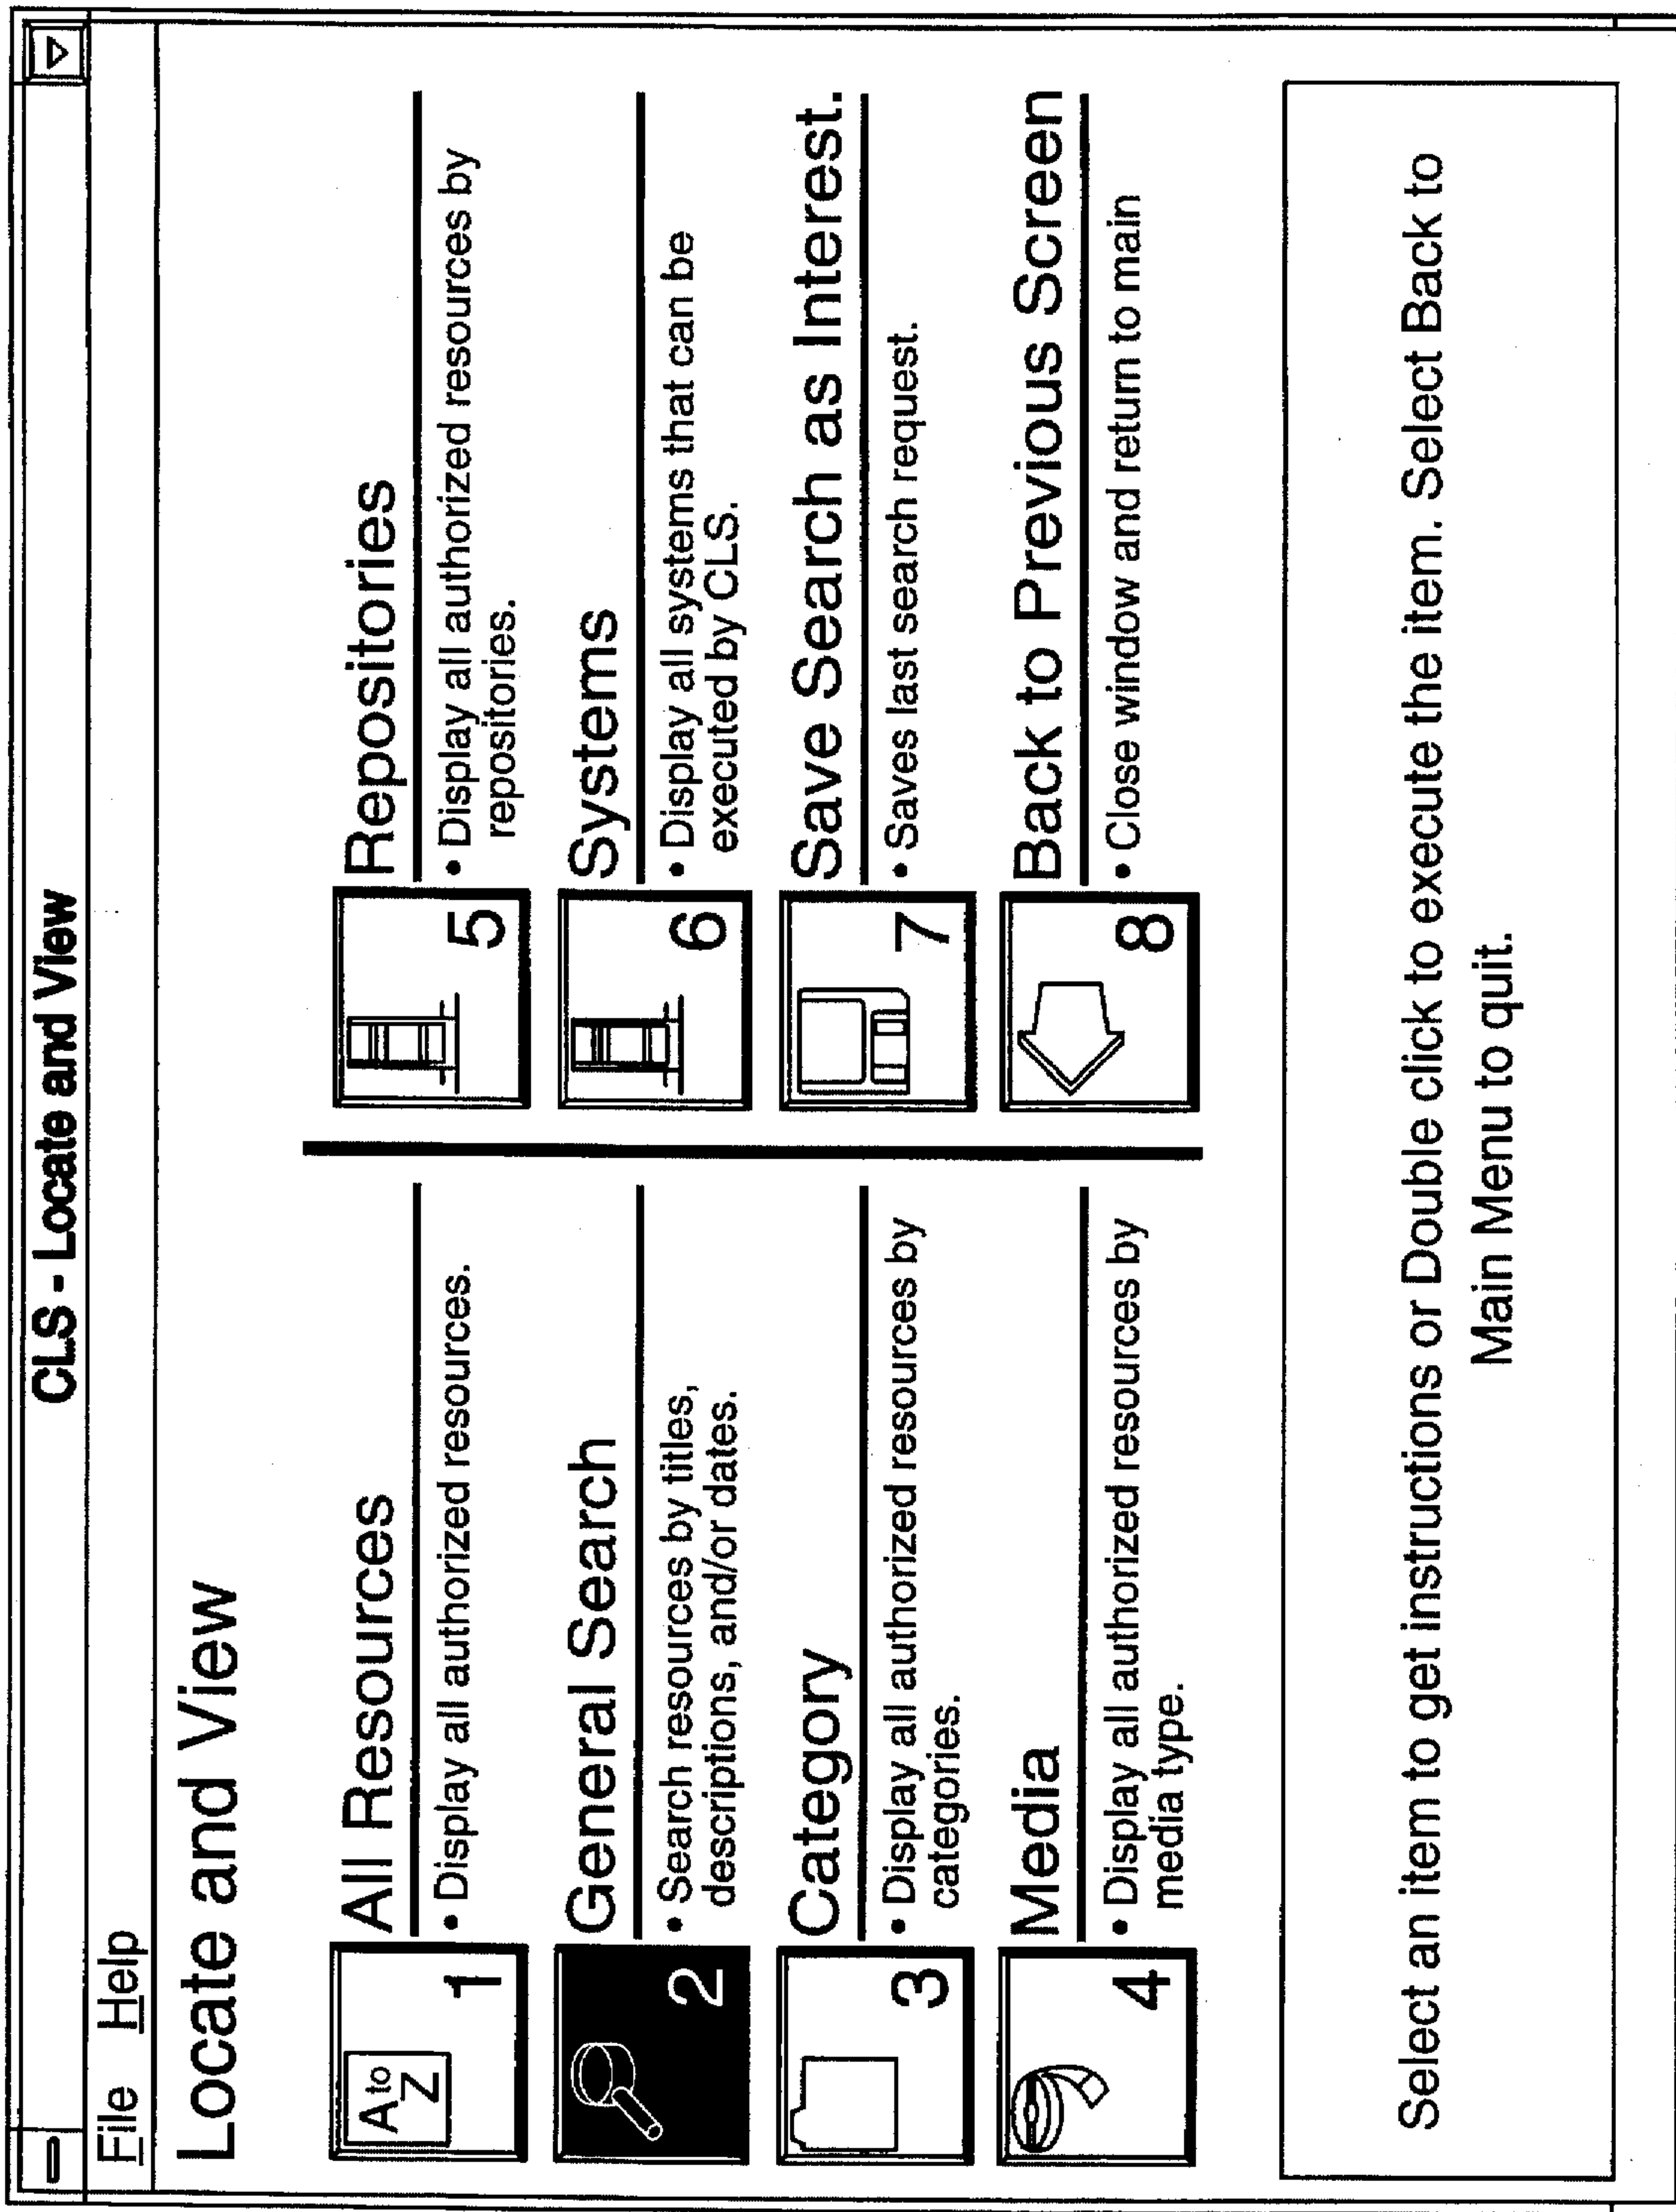 CLS - Locate and View
File Help
Locate and View
A to
Z
1
All Resources
• Display all authorized resources.
2
General Search
• Search resources by titles,
descriptions, and/or dates.
3
Category
• Display all authorized resources by
categories.
4
Media
• Display all authorized resources by
media type.
5
Repositories
• Display all authorized resources by
repositories.
6
Systems
• Display all systems that can be
executed by CLS.
7
Save Search as Interest.
• Saves last search request.
8
Back to Previous Screen
• Close window and return to main
Select an item to get instructions or Double click to execute the item. Select Back to
Main Menu to quit.